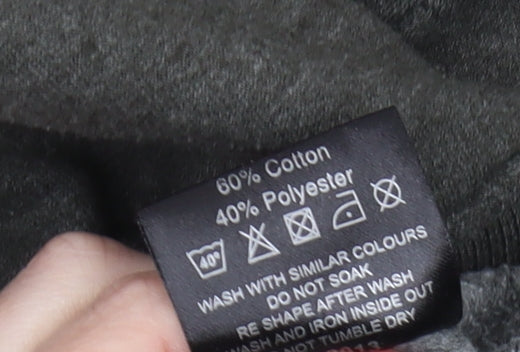 60% Cotton
40% Polyester
40°
WASH WITH SIMILAR COLOURS
DO NOT SOAK
RE SHAPE AFTER WASH
WASH AND IRON INSIDE OUT
NOT TUMBLE DRY